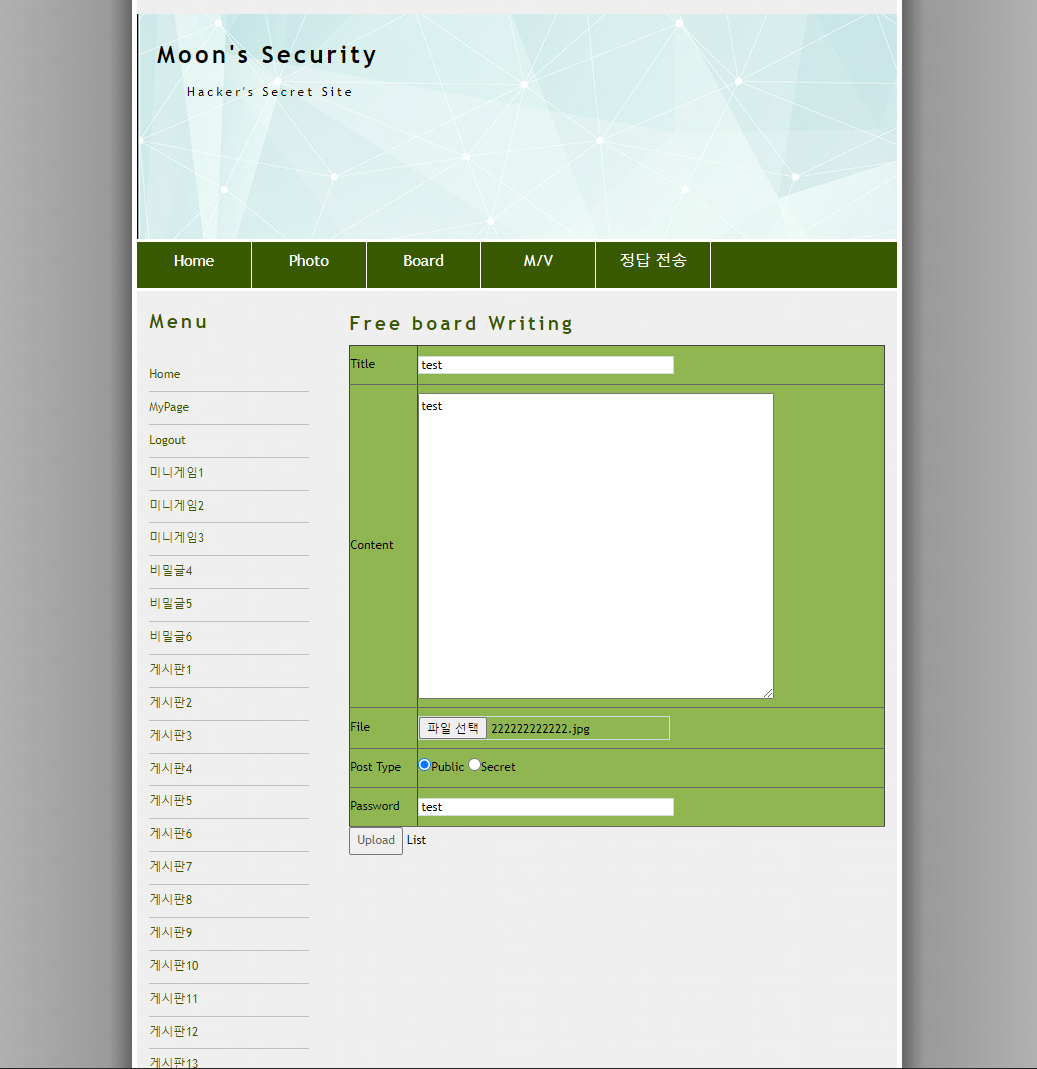 Moon's Security
Hacker's Secret Site
Home
Photo
Board
M/V
정답 전송
Menu
Home
MyPage
Logout
미니게임1
미니게임2
미니게임3
비밀글4
비밀글5
비밀글6
게시판1
게시판2
게시판3
게시판4
게시판5
게시판6
게시판7
게시판8
게시판9
게시판10
게시판11
게시판12
게시판13
Free board Writing
Title test
Content test
File 파일 선택 222222222222.jpg
Post Type Public Secret
Password test
Upload List